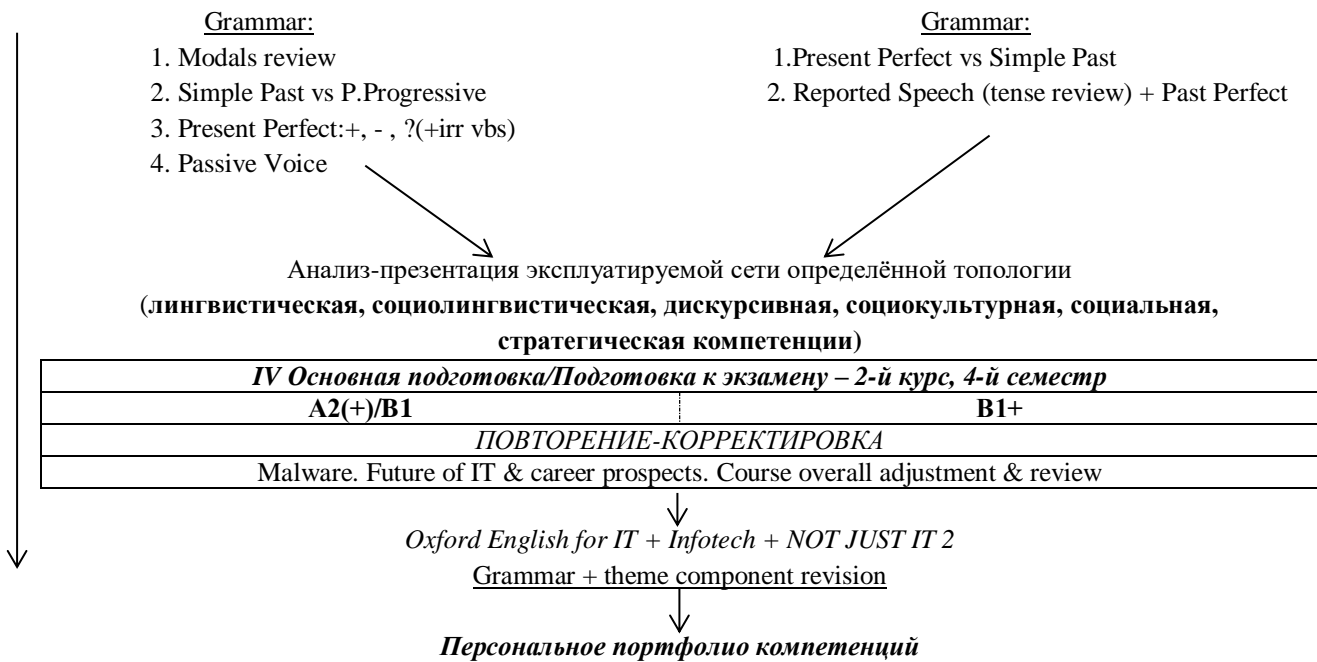 Grammar:
1. Modals review
2. Simple Past vs P.Progressive
3. Present Perfect:+, - , ?(+irr vbs)
4. Passive Voice
Grammar:
1.Present Perfect vs Simple Past
2. Reported Speech (tense review) + Past Perfect
Анализ-презентация эксплуатируемой сети определённой топологии
(лингвистическая, социолингвистическая, дискурсивная, социокультурная, социальная,
стратегическая компетенции)
IV Основная подготовка/Подготовка к экзамену – 2-й курс, 4-й семестр
A2(+)/B1
B1+
ПОВТОРЕНИЕ-КОРРЕКТИРОВКА
Malware. Future of IT & career prospects. Course overall adjustment & review
Oxford English for IT + Infotech + NOT JUST IT 2
Grammar + theme component revision
Персональное портфолио компетенций